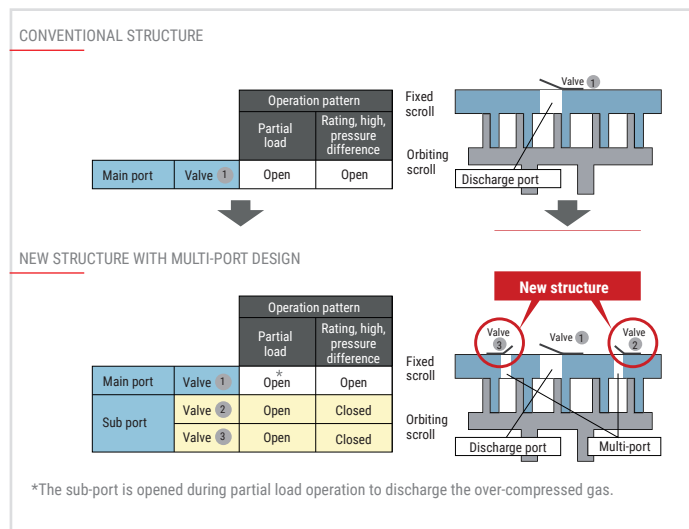 CONVENTIONAL STRUCTURE
Operation pattern
Partial
load
Rating, high,
pressure
difference
Main port
Valve 1
Open
Open
Valve 1
Fixed
scroll
Orbiting
scroll
Discharge port
NEW STRUCTURE WITH MULTI-PORT DESIGN
Operation pattern
Partial
load
Rating, high,
pressure
difference
Main port
Valve 1
*
Open
Open
Sub port
Valve 2
Open
Closed
Valve 3
Open
Closed
New structure
Valve
3
Valve 1
Valve
2
Fixed
scroll
Orbiting
scroll
Discharge port
Multi-port
*The sub-port is opened during partial load operation to discharge the over-compressed gas.